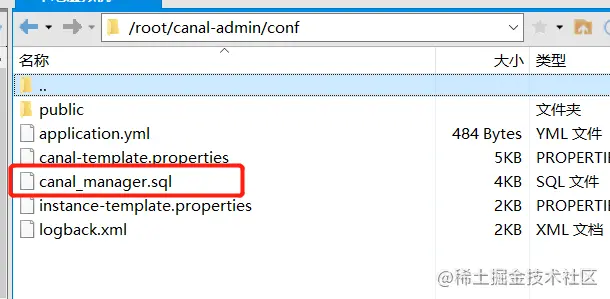 /root/canal-admin/conf
名称 大小 类型
..
public 文件夹
application.yml 484 Bytes YML 文件
canal-template.properties 5KB PROPERTI
canal_manager.sql 4KB SQL 文件
instance-template.properties 2KB PROPERTI
logback.xml 2KB XML 文档
@稀土掘金技术社区